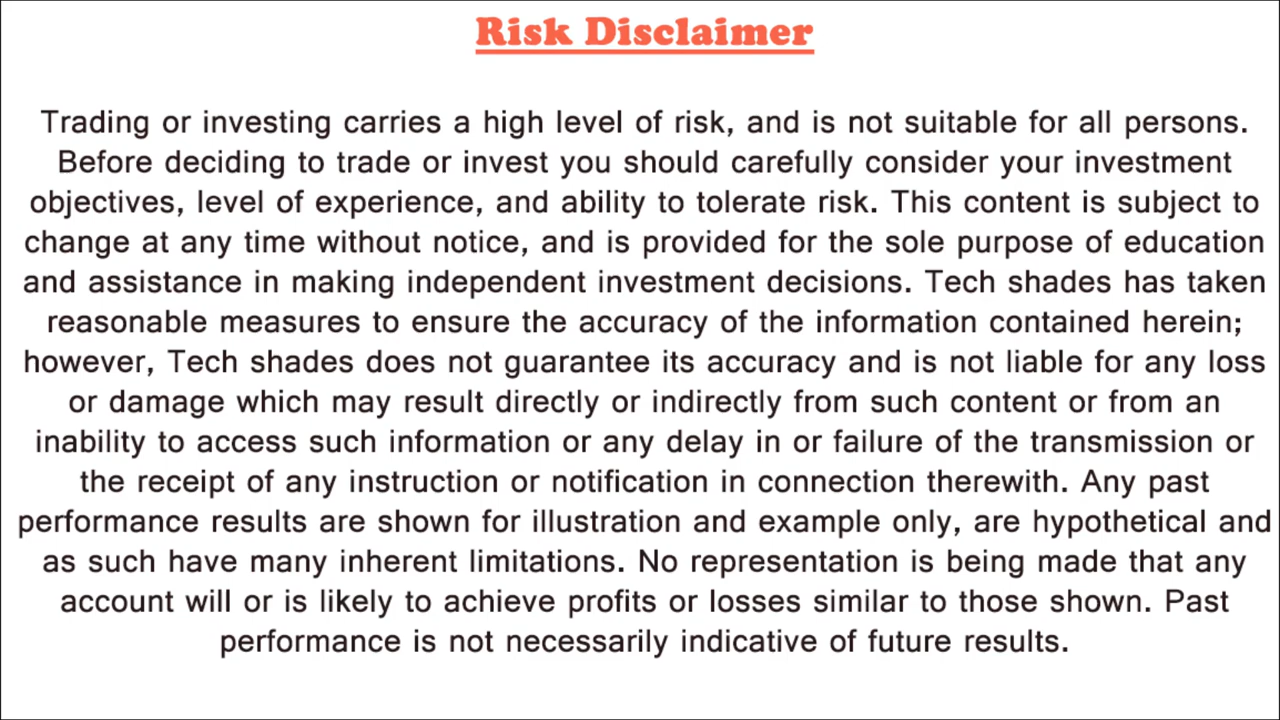 Risk Disclaimer
Trading or investing carries a high level of risk, and is not suitable for all persons.
Before deciding to trade or invest you should carefully consider your investment
objectives, level of experience, and ability to tolerate risk. This content is subject to
change at any time without notice, and is provided for the sole purpose of education
and assistance in making independent investment decisions. Tech shades has taken
reasonable measures to ensure the accuracy of the information contained herein;
however, Tech shades does not guarantee its accuracy and is not liable for any loss
or damage which may result directly or indirectly from such content or from an
inability to access such information or any delay in or failure of the transmission or
the receipt of any instruction or notification in connection therewith. Any past
performance results are shown for illustration and example only, are hypothetical and
as such have many inherent limitations. No representation is being made that any
account will or is likely to achieve profits or losses similar to those shown. Past
performance is not necessarily indicative of future results.